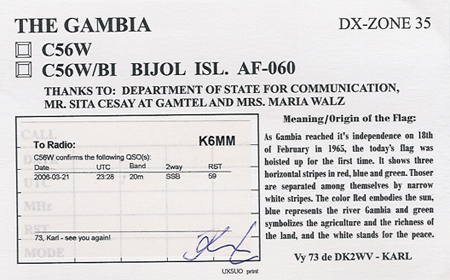 THE GAMBIA
DX-ZONE 35
C56W
C56W/BI BIJOL ISL. AF-060
THANKS TO: DEPARTMENT OF STATE FOR COMMUNICATION,
MR. SITA CESAY AT GAMTEL AND MRS. MARIA WALZ
CALL
DATE
UTC
MHz
RST
MODE
To Radio: K6MM
C56W confirms the following QSO(s):
Date UTC Band 2way RST
2006-03-21 23:28 20m SSB 59
73, Karl - see you again!
Meaning/Origin of the Flag:
As Gambia reached it's independence on 18th
of February in 1965, the today's flag was
hoisted up for the first time. It shows three
horizontal stripes in red, blue and green. Thoser
are separated among themselves by narrow
white stripes. The color Red embodies the sun,
blue represents the river Gambia and green
symbolizes the agriculture and the richness of
the land, and the white stands for the peace.
Vy 73 de DK2WV - KARL
UX5UO print